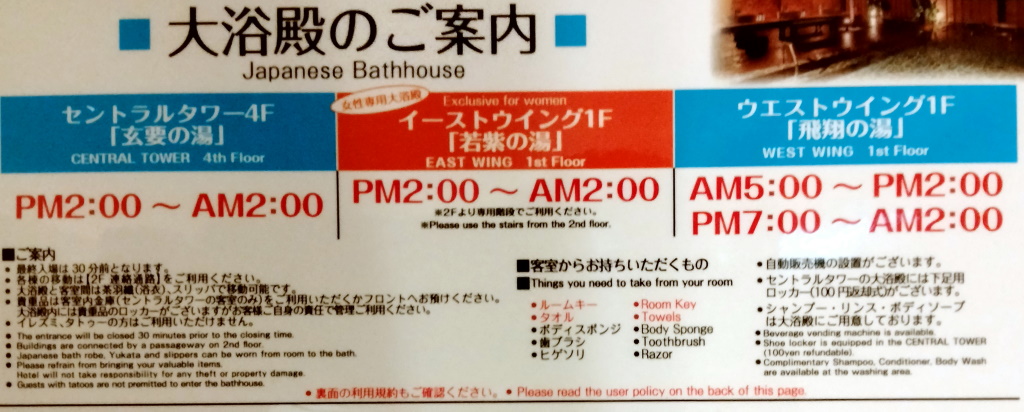 ■ 大浴殿のご案内 ■
Japanese Bathhouse
セントラルタワー4F
「玄要の湯」
CENTRAL TOWER 4th Floor
PM2:00 ～ AM2:00
女性専用大浴殿
Exclusive for women
イーストウイング1F
「若紫の湯」
EAST WING 1st Floor
PM2:00 ～ AM2:00
※2Fより専用階段でご利用ください。
※Please use the stairs from the 2nd floor.
ウエストウイング1F
「飛翔の湯」
WEST WING 1st Floor
AM5:00 ～ PM2:00
PM7:00 ～ AM2:00
■ご案内
● 最終入場は30分前となります。
● 各棟の移動は【2F 連絡通路】をご利用ください。
● 大浴殿と客室間は茶羽織(浴衣)、スリッパで移動可能です。
● 貴重品は客室内金庫(セントラルタワーの客室のみ)をご利用いただくかフロントへお預けください。
大浴殿内には貴重品のロッカーがございますがお客様ご自身の責任で管理ご利用ください。
● イレズミ、タトゥーの方はご利用いただけません。
● The entrance will be closed 30 minutes prior to the closing time.
● Buildings are connected by a passageway on 2nd floor.
● Japanese bath robe, Yukata and slippers can be worn from room to the bath.
● Please refrain from bringing your valuable items.
Hotel will not take responsibility for any theft or property damage.
● Guests with tatoos are not premitted to enter the bathhouse.
■客室からお持ちいただくもの
■Things you need to take from your room
● ルームキー
● タオル
● ボディスポンジ
● 歯ブラシ
● ヒゲソリ
●Room Key
●Towels
●Body Sponge
●Toothbrush
●Razor
●自動販売機の設置がございます。
●セントラルタワーの大浴殿には下足用
ロッカー(100円返却式)がございます。
●シャンプー・リンス・ボディソープ
は大浴殿にご用意しております。
●Beverage vending machine is available.
●Shoe locker is equipped in the CENTRAL TOWER
(100yen refundable).
●Complimentary Shampoo, Conditioner, Body Wash
are available at the washing area.
● 裏面の利用規約もご確認ください。 ● Please read the user policy on the back of this page.